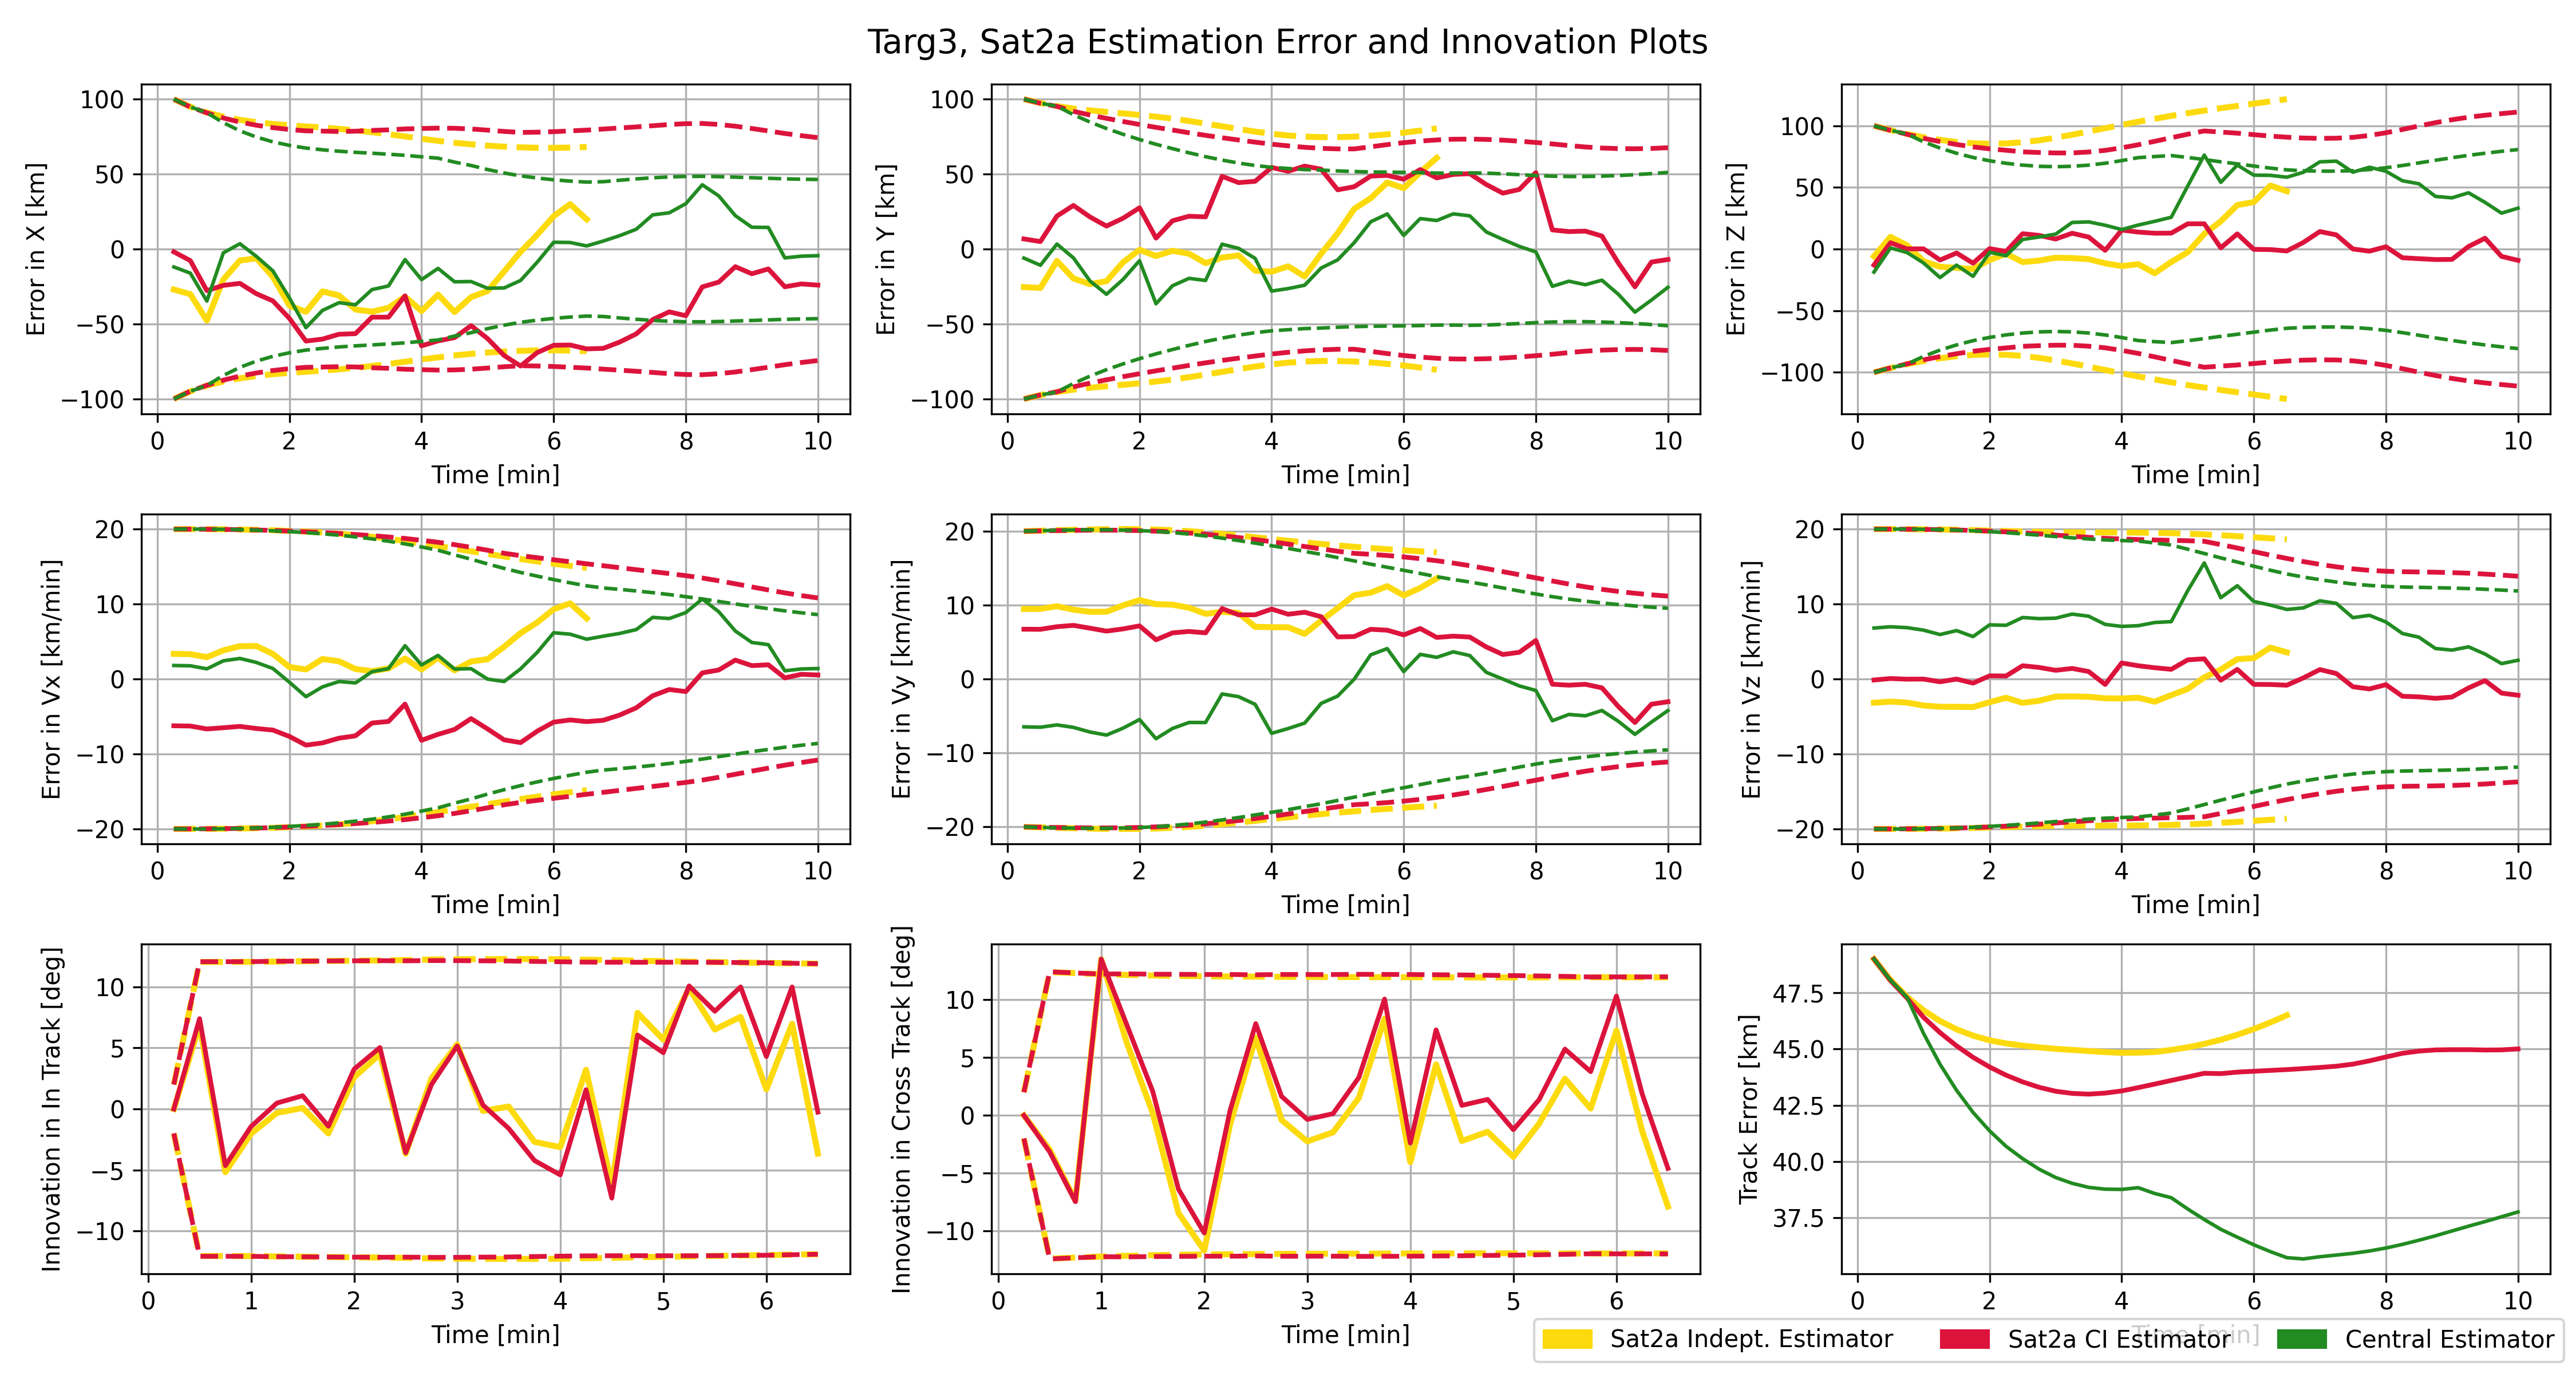 Targ3, Sat2a Estimation Error and Innovation Plots
Error in X [km]
100
50
0
−50
−100
0 2 4 6 8 10
Time [min]
Error in Y [km]
100
50
0
−50
−100
0 2 4 6 8 10
Time [min]
Error in Z [km]
100
50
0
−50
−100
0 2 4 6 8 10
Time [min]
Error in Vx [km/min]
20
10
0
−10
−20
0 2 4 6 8 10
Time [min]
Error in Vy [km/min]
20
10
0
−10
−20
0 2 4 6 8 10
Time [min]
Error in Vz [km/min]
20
10
0
−10
−20
0 2 4 6 8 10
Time [min]
Innovation in In Track [deg]
10
5
0
−5
−10
0 1 2 3 4 5 6
Time [min]
Innovation in Cross Track [deg]
10
5
0
−5
−10
0 1 2 3 4 5 6
Time [min]
Track Error [km]
47.5
45.0
42.5
40.0
37.5
0 2 4 6 8 10
Time [min]
Sat2a Indept. Estimator
Sat2a CI Estimator
Central Estimator